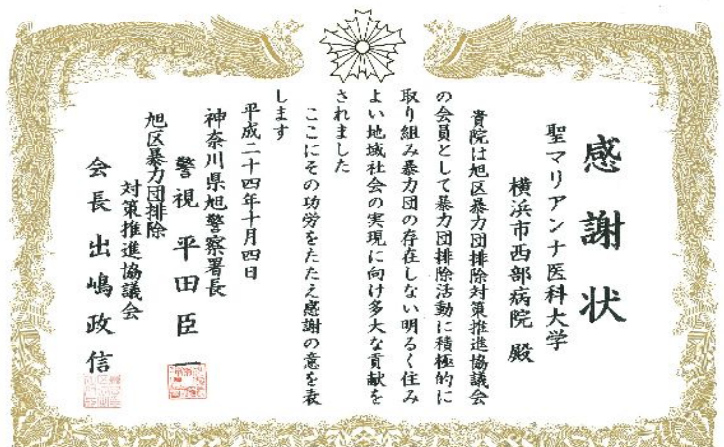 感謝状
聖マリアンナ医科大学
横浜市西部病院 殿
貴院は旭区暴力団排除対策推進協議会
の会員として暴力団排除活動に積極的に
取り組み暴力団の存在しない明るく住み
よい地域社会の実現に向け多大な貢献を
されました
ここにその功労をたたえ感謝の意を表
します
平成二十四年十月四日
神奈川県旭警察署長
警視 平田臣
旭区暴力団排除
対策推進協議会
会長 出嶋政信